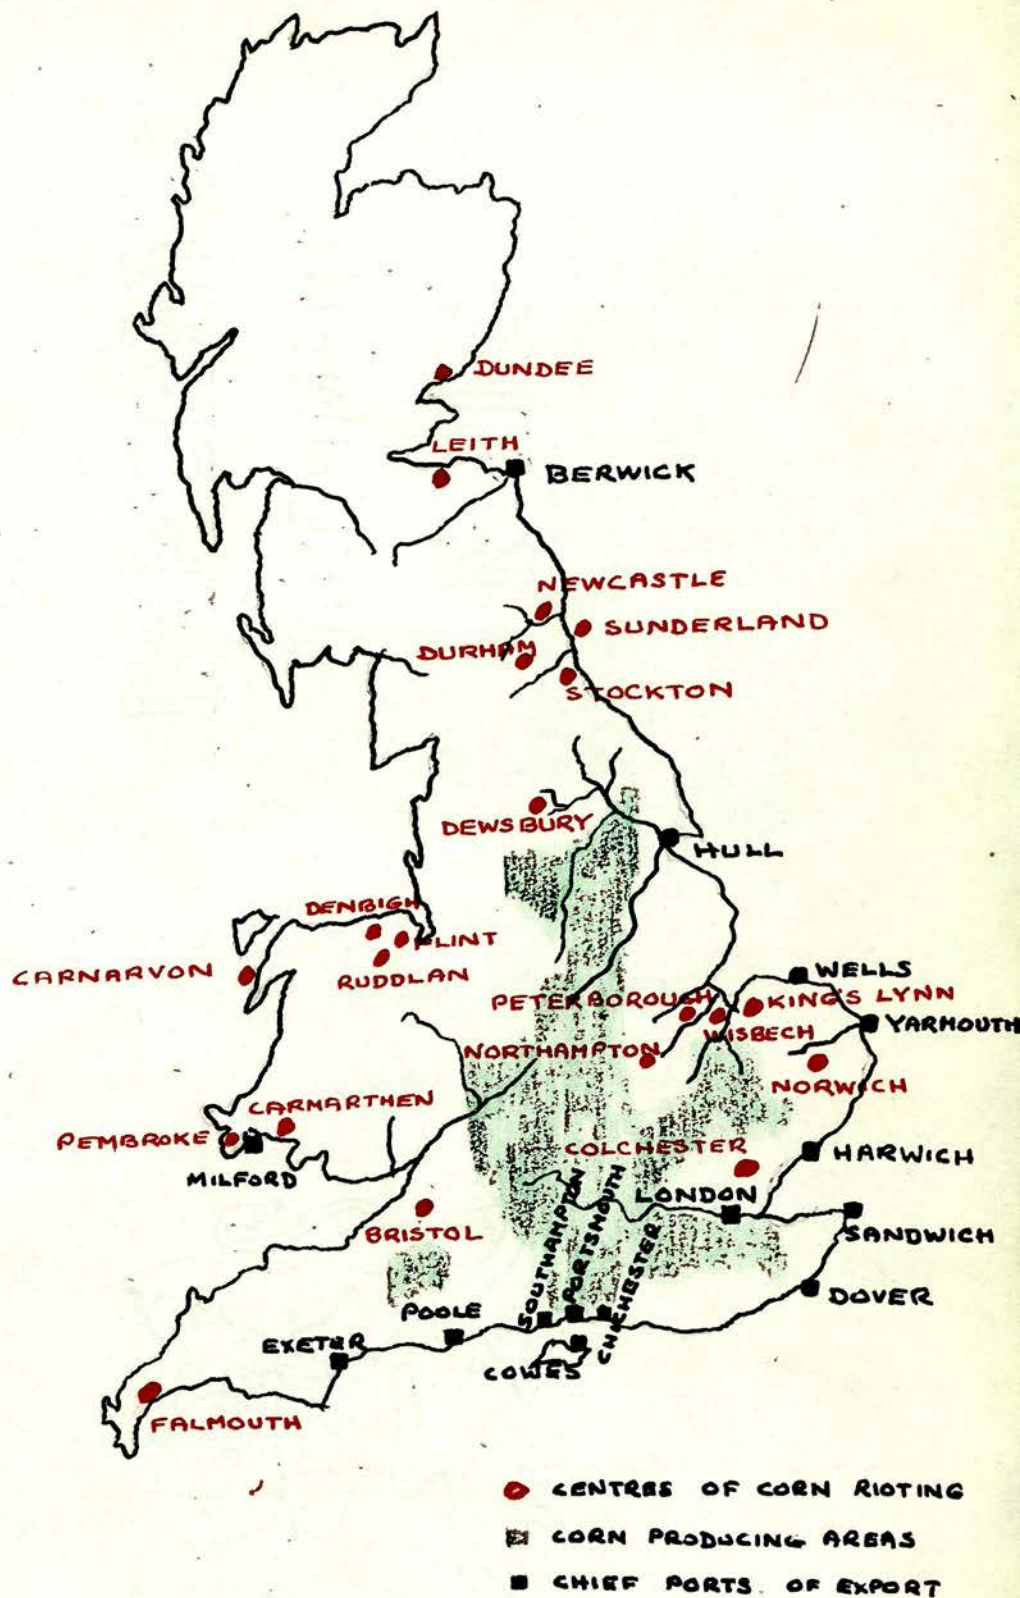 DUNDEE
LEITH
BERWICK
NEWCASTLE
SUNDERLAND
DURHAM
STOCKTON
DEWSBURY
HULL
DENBIGH
FLINT
CARNARVON
RUDDLAN
WELLS
PETERBOROUGH
KING'S LYNN
WISBECH
YARMOUTH
NORTHAMPTON
NORWICH
CARMARTHEN
PEMBROKE
MILFORD
COLCHESTER
HARWICH
LONDON
SOUTHAMPTON
PORTSMOUTH
CHICHESTER
BRISTOL
SANDWICH
DOVER
POOLE
EXETER
COWES
FALMOUTH
CENTRES OF CORN RIOTING
CORN PRODUCING AREAS
CHIEF PORTS. OF EXPORT